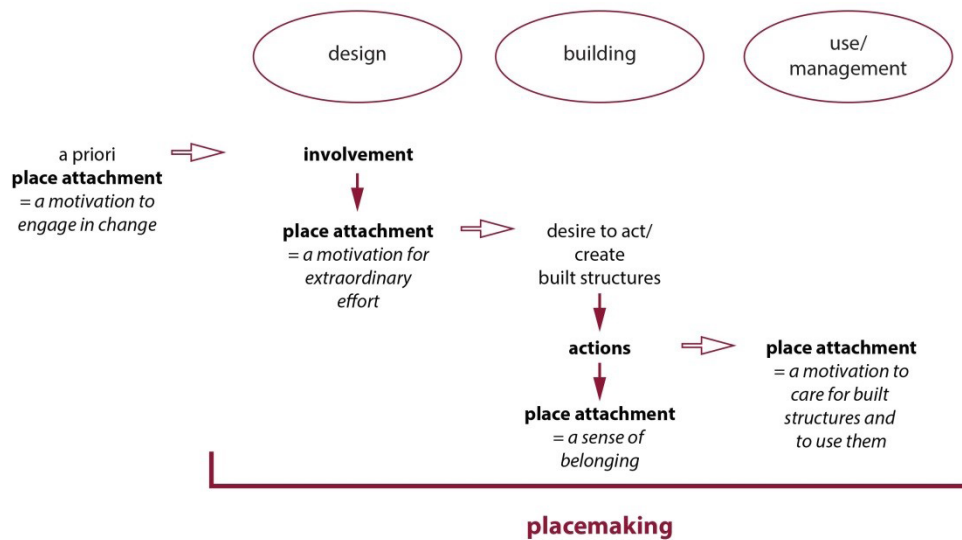 design
building
use/
management
a priori
place attachment
= a motivation to
engage in change
involvement
place attachment
= a motivation for
extraordinary
effort
desire to act/
create
built structures
actions
place attachment
= a sense of
belonging
place attachment
= a motivation to
care for built
structures and
to use them
placemaking